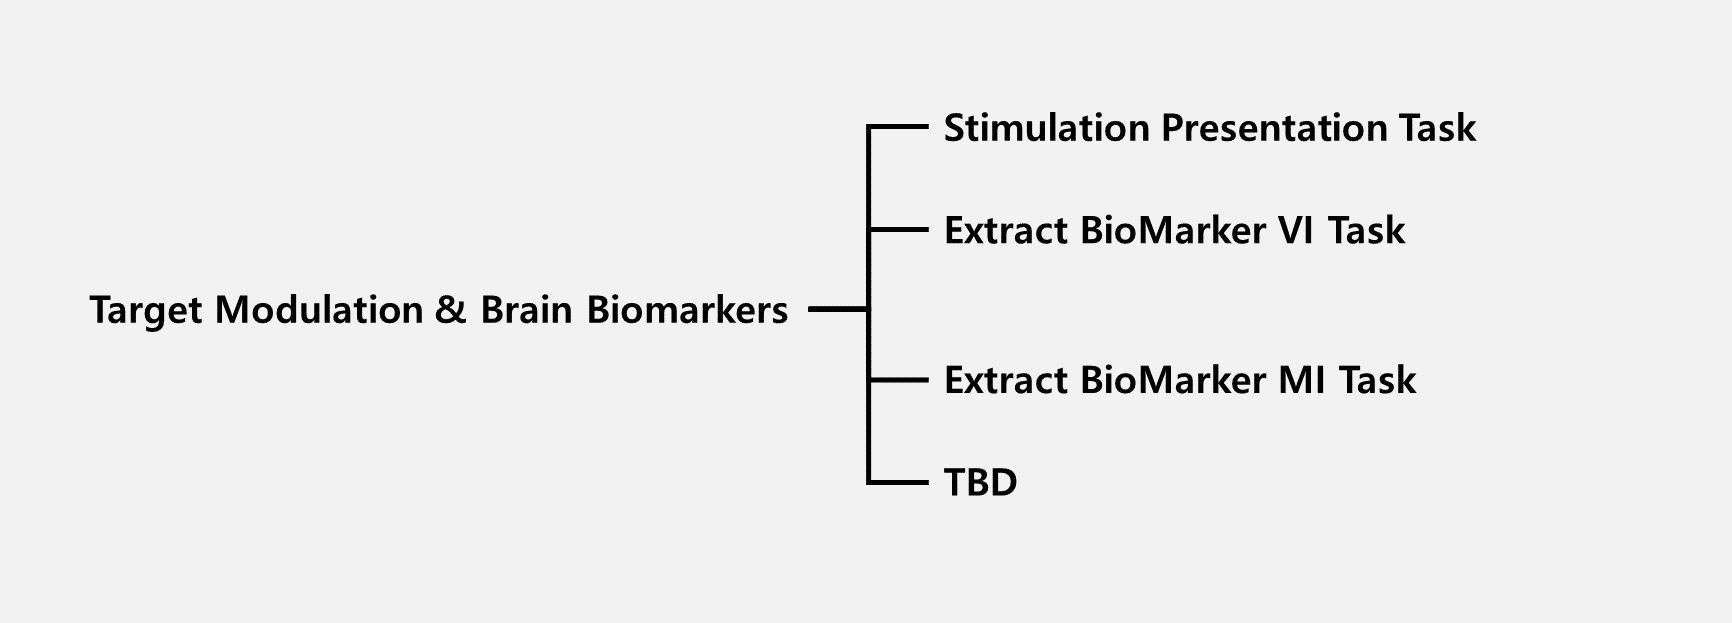 Stimulation Presentation Task
Extract BioMarker VI Task
Target Modulation & Brain Biomarkers
Extract BioMarker MI Task
TBD